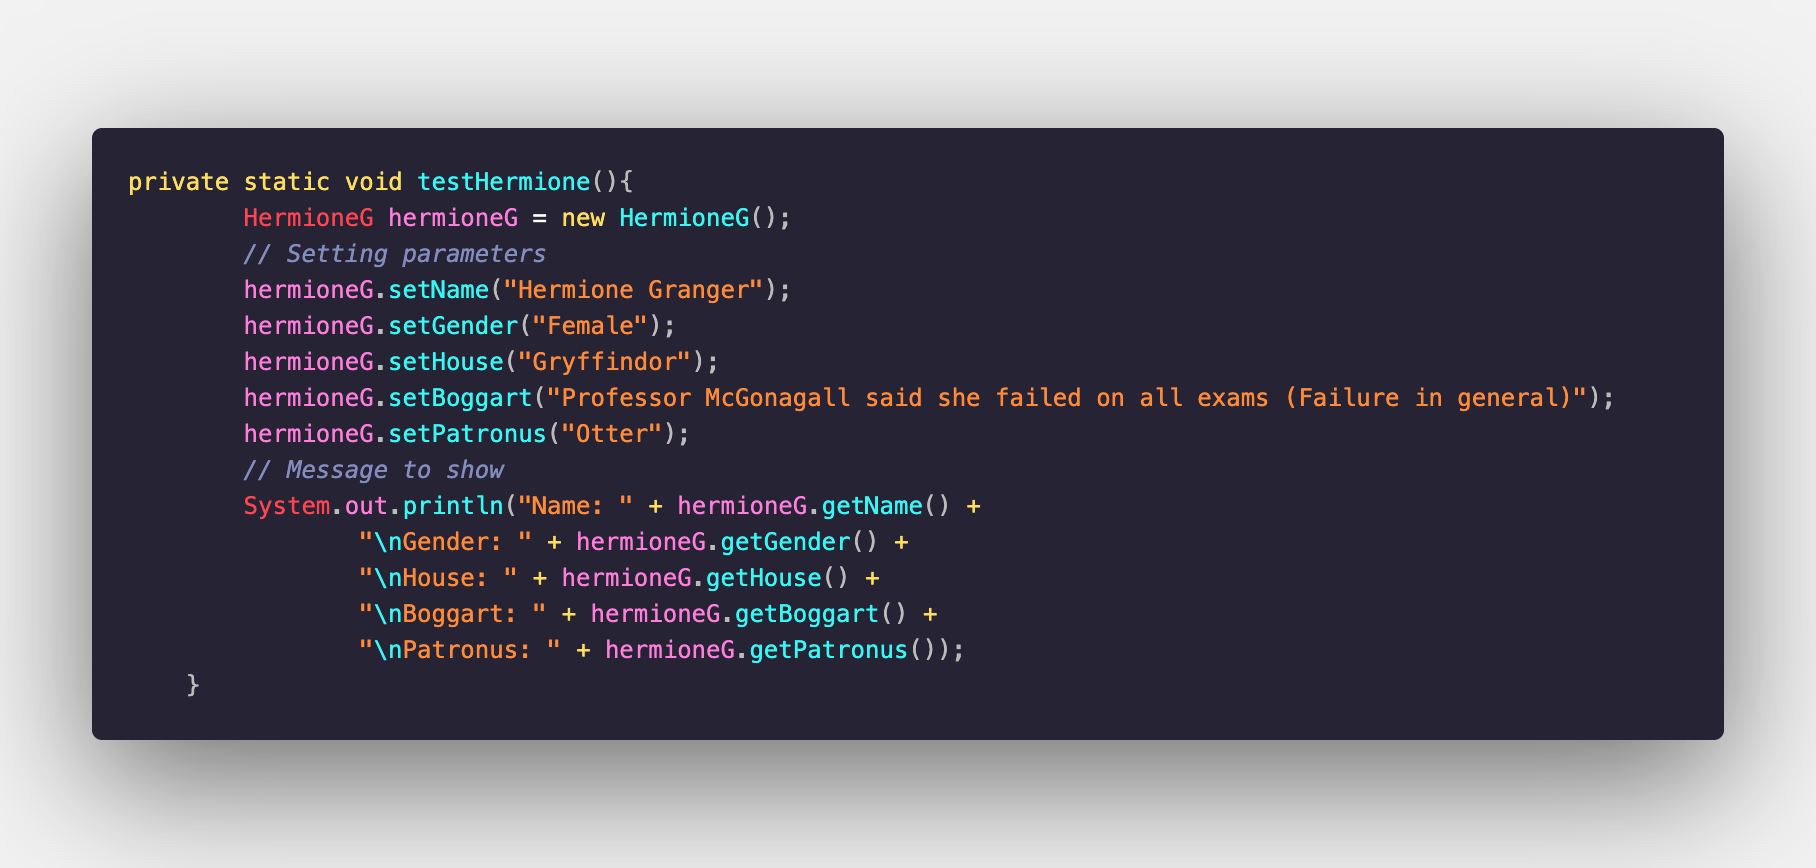 private static void testHermione(){
        HermioneG hermioneG = new HermioneG();
        // Setting parameters
        hermioneG.setName("Hermione Granger");
        hermioneG.setGender("Female");
        hermioneG.setHouse("Gryffindor");
        hermioneG.setBoggart("Professor McGonagall said she failed on all exams (Failure in general)");
        hermioneG.setPatronus("Otter");
        // Message to show
        System.out.println("Name: " + hermioneG.getName() +
                "\nGender: " + hermioneG.getGender() +
                "\nHouse: " + hermioneG.getHouse() +
                "\nBoggart: " + hermioneG.getBoggart() +
                "\nPatronus: " + hermioneG.getPatronus());
    }